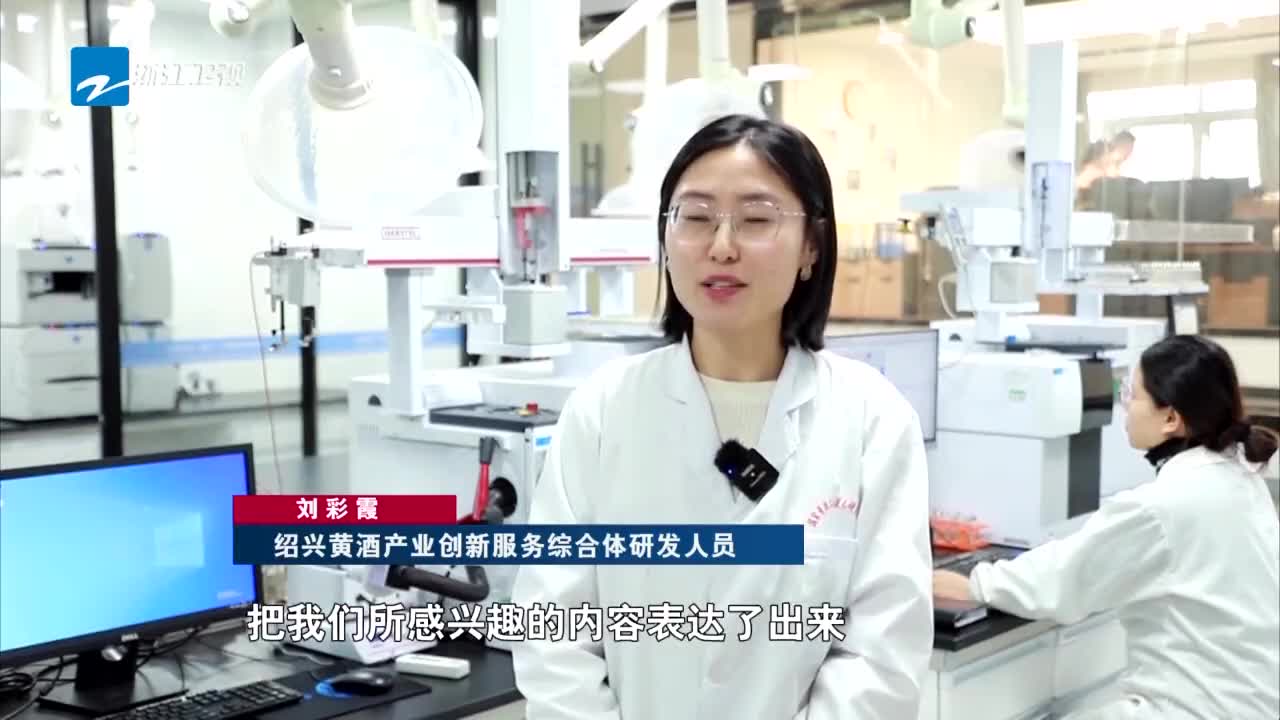 浙江卫视
GERSTEL
刘彩霞
绍兴黄酒产业创新服务综合体研发人员
把我们所感兴趣的内容表达了出来
DELL